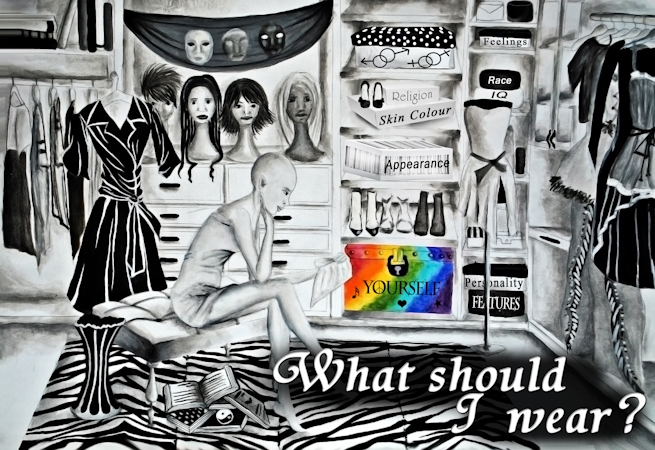 Feelings
Race
IQ
Religion
Skin Colour
Appearance
YOURSELF
Personality
FEATURES
What should
I wear?